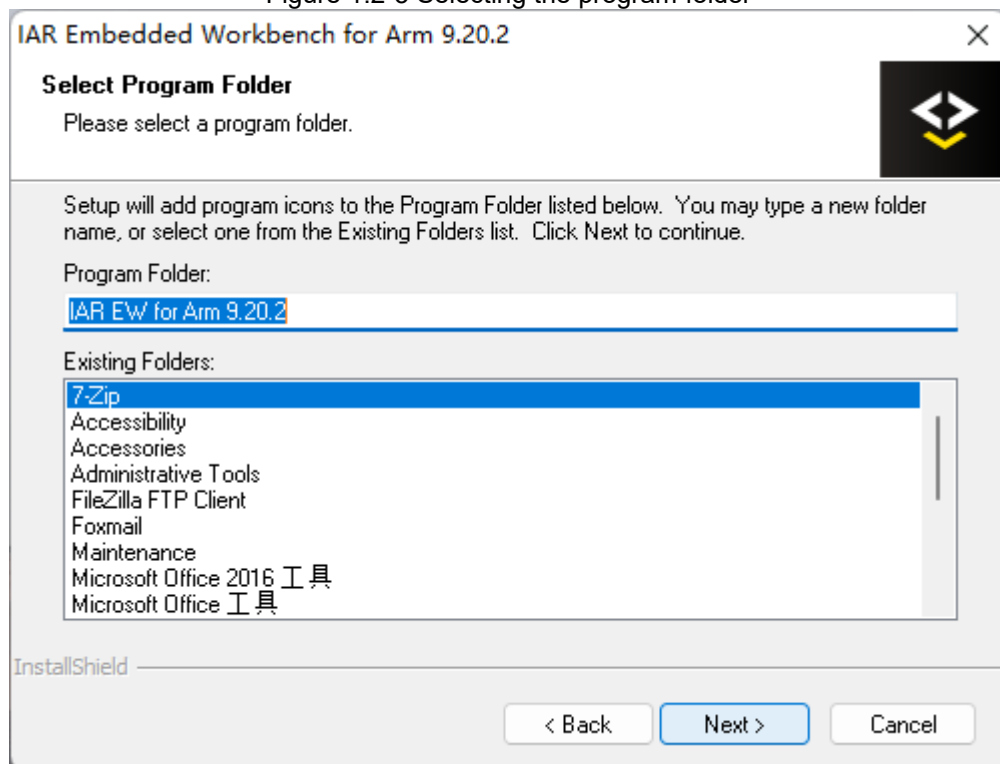 Selecting the program folder
IAR Embedded Workbench for Arm 9.20.2
Select Program Folder
Please select a program folder.
Setup will add program icons to the Program Folder listed below. You may type a new folder
name, or select one from the Existing Folders list. Click Next to continue.
Program Folder:
IAR EW for Arm 9.20.2
Existing Folders:
7-Zip
Accessibility
Accessories
Administrative Tools
FileZilla FTP Client
Foxmail
Maintenance
Microsoft Office 2016 工具
Microsoft Office 工具
InstallShield
< Back
Next >
Cancel